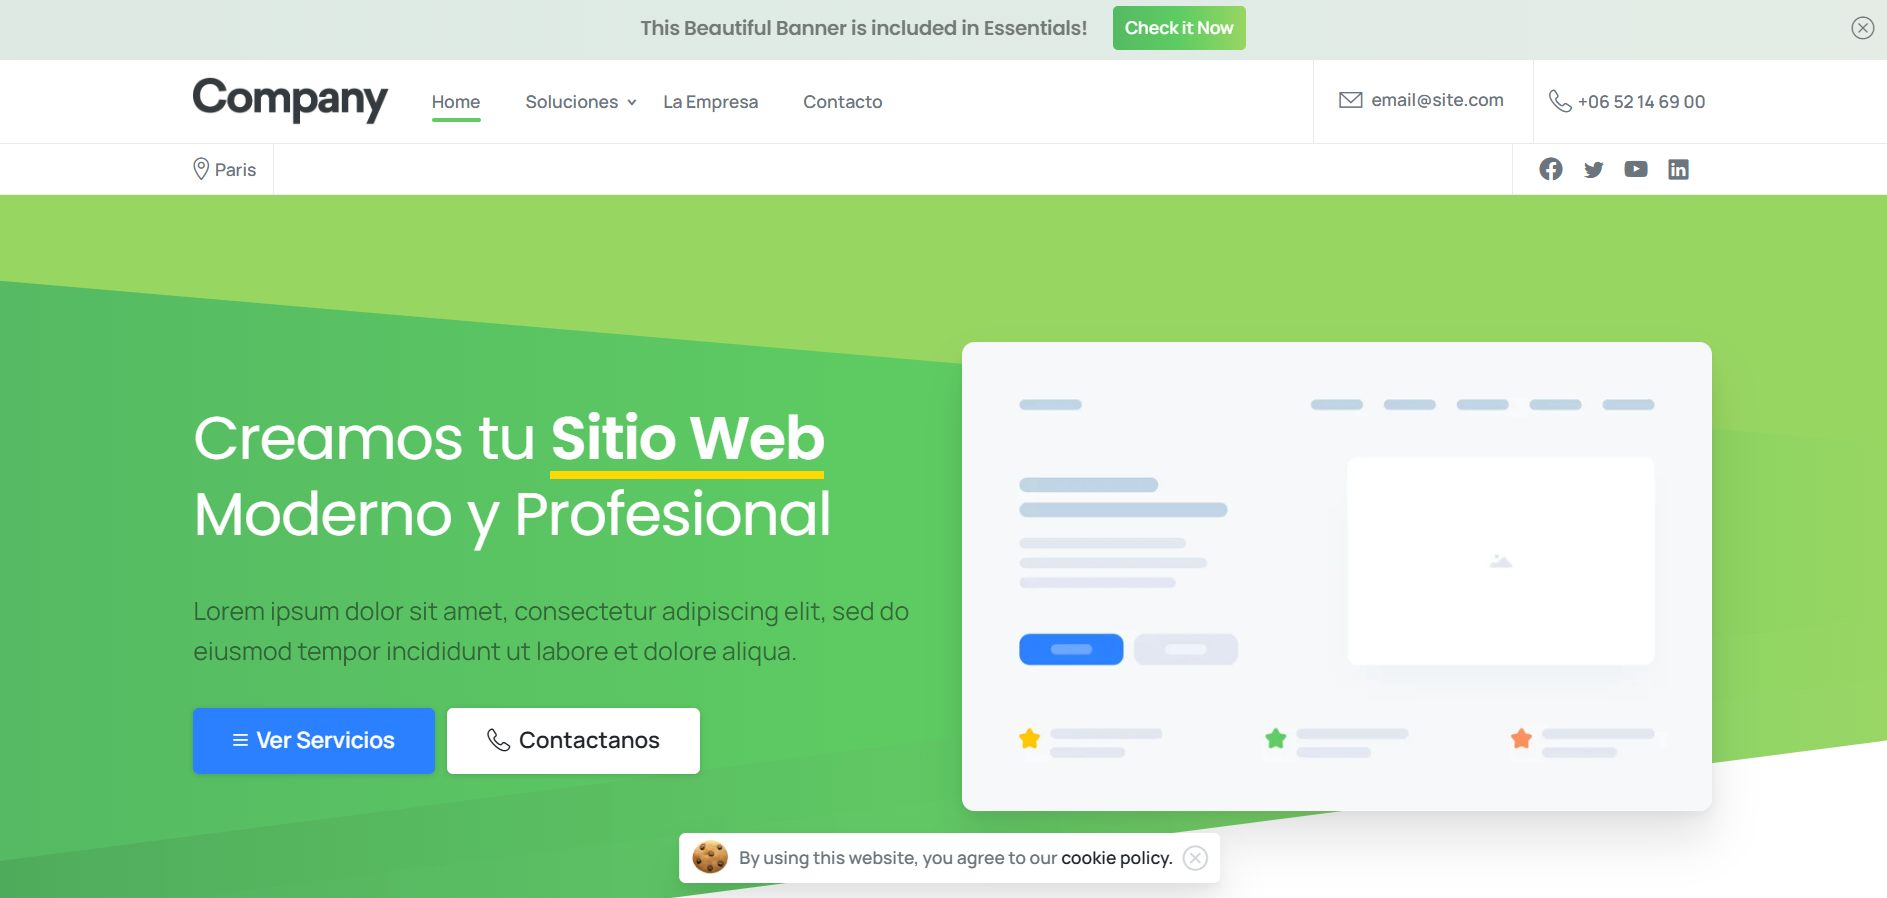 This Beautiful Banner is included in Essentials!
Check it Now
Company
Home
Soluciones
La Empresa
Contacto
email@site.com
+06 52 14 69 00
Paris
Creamos tu Sitio Web
Moderno y Profesional
Lorem ipsum dolor sit amet, consectetur adipiscing elit, sed do
eiusmod tempor incididunt ut labore et dolore aliqua.
Ver Servicios
Contactanos
By using this website, you agree to our cookie policy.